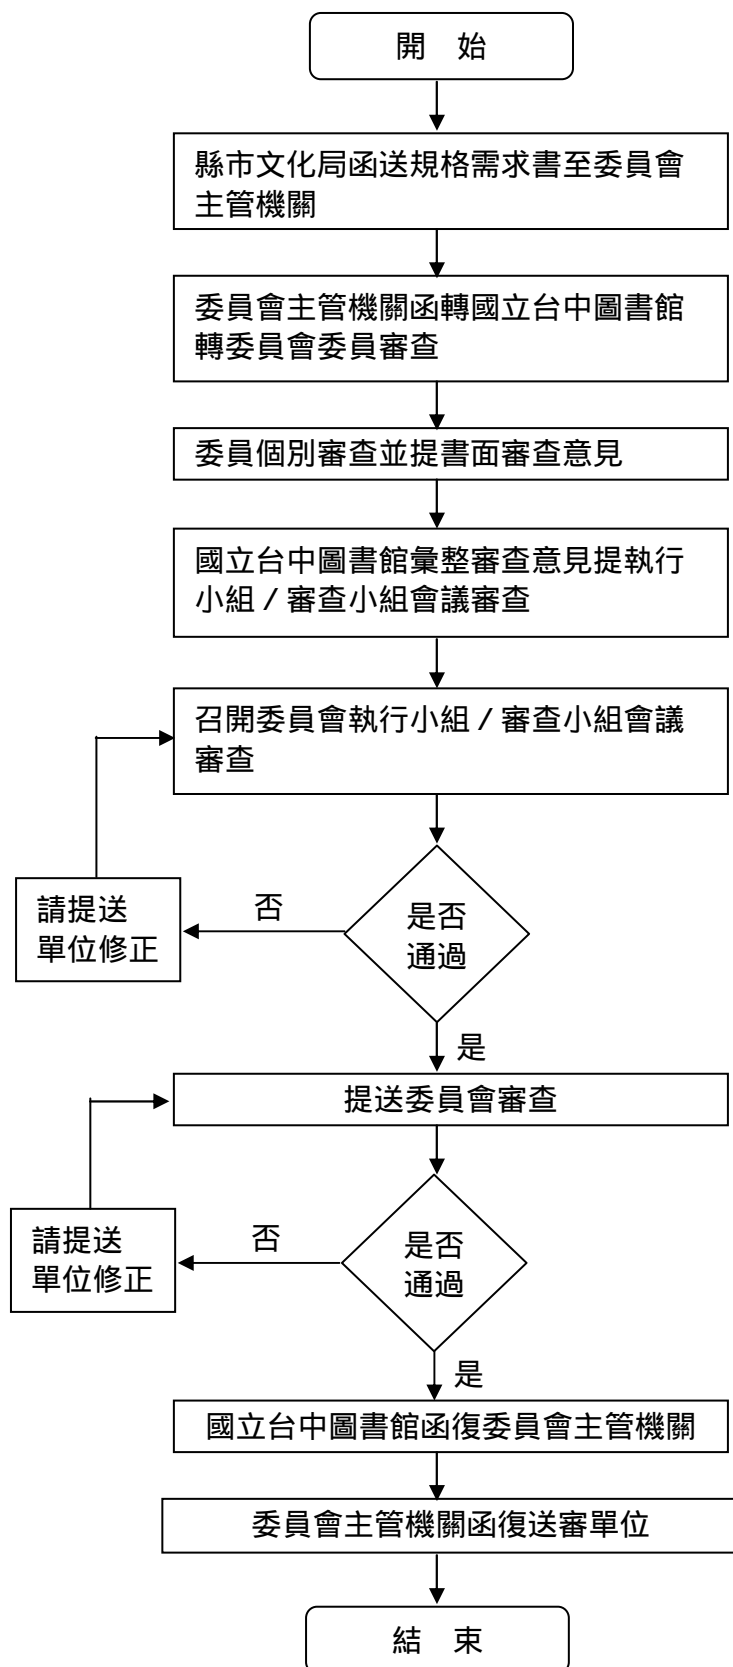 開　始
縣市文化局函送規格需求書至委員會
主管機關
委員會主管機關函轉國立台中圖書館
轉委員會委員審查
委員個別審查並提書面審查意見
國立台中圖書館彙整審查意見提執行
小組 / 審查小組會議審查
召開委員會執行小組 / 審查小組會議
審查
是否
通過
否
請提送
單位修正
是
提送委員會審查
是否
通過
否
請提送
單位修正
是
國立台中圖書館函復委員會主管機關
委員會主管機關函復送審單位
結　束